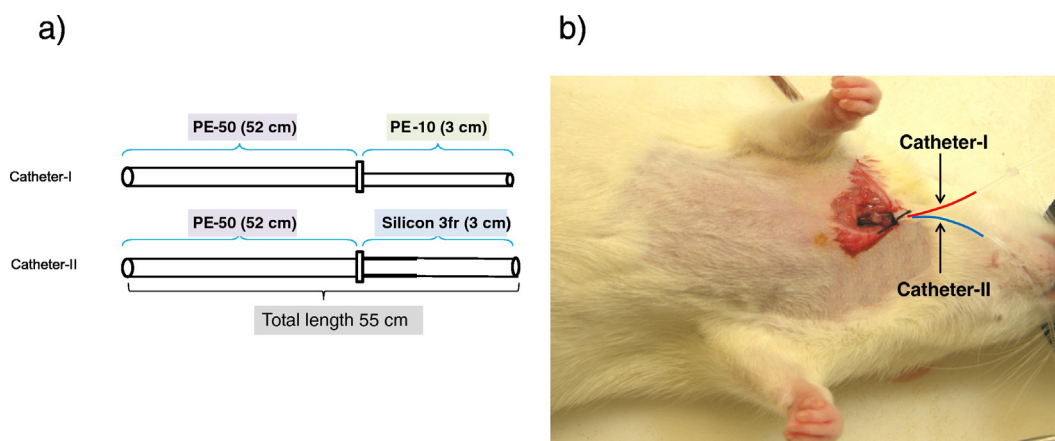 a)
PE-50 (52 cm)
PE-10 (3 cm)
Catheter-I
PE-50 (52 cm)
Silicon 3fr (3 cm)
Catheter-II
Total length 55 cm
b)
Catheter-I
Catheter-II